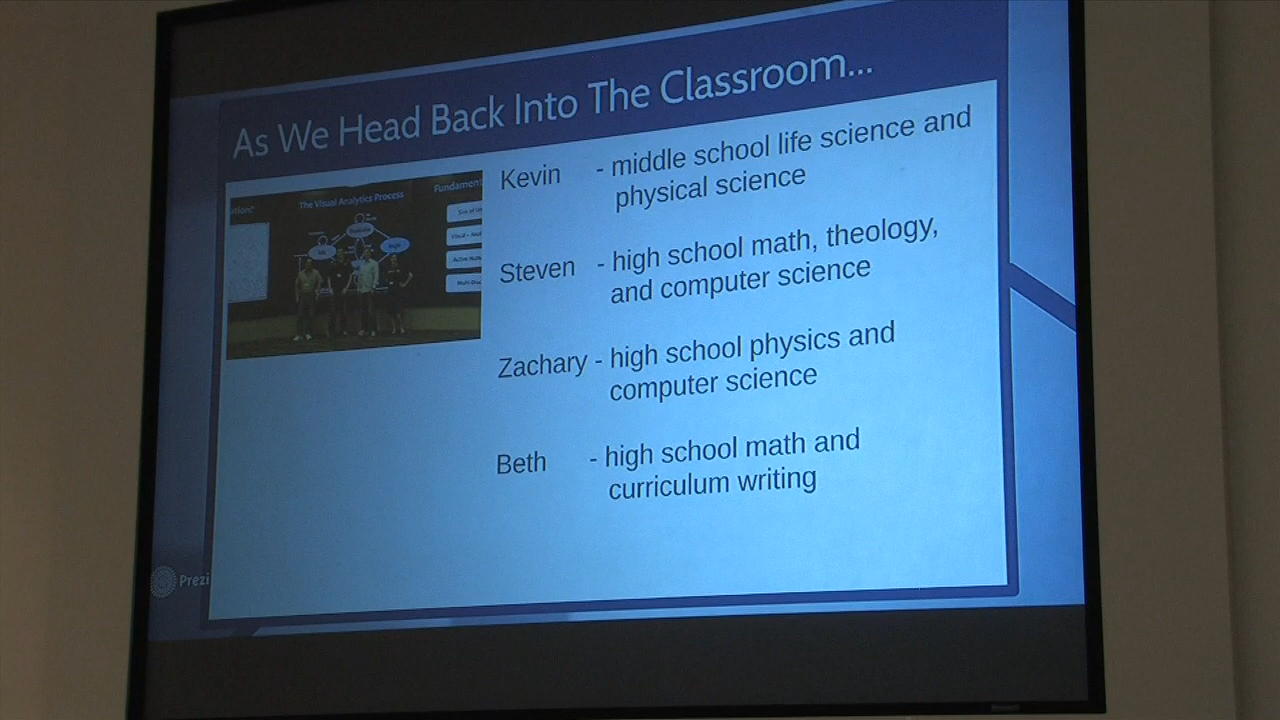 As We Head Back Into The Classroom...
Kevin - middle school life science and
physical science
Steven - high school math, theology,
and computer science
Zachary - high school physics and
computer science
Beth - high school math and
curriculum writing
The Visual Analytics Process
Prezi